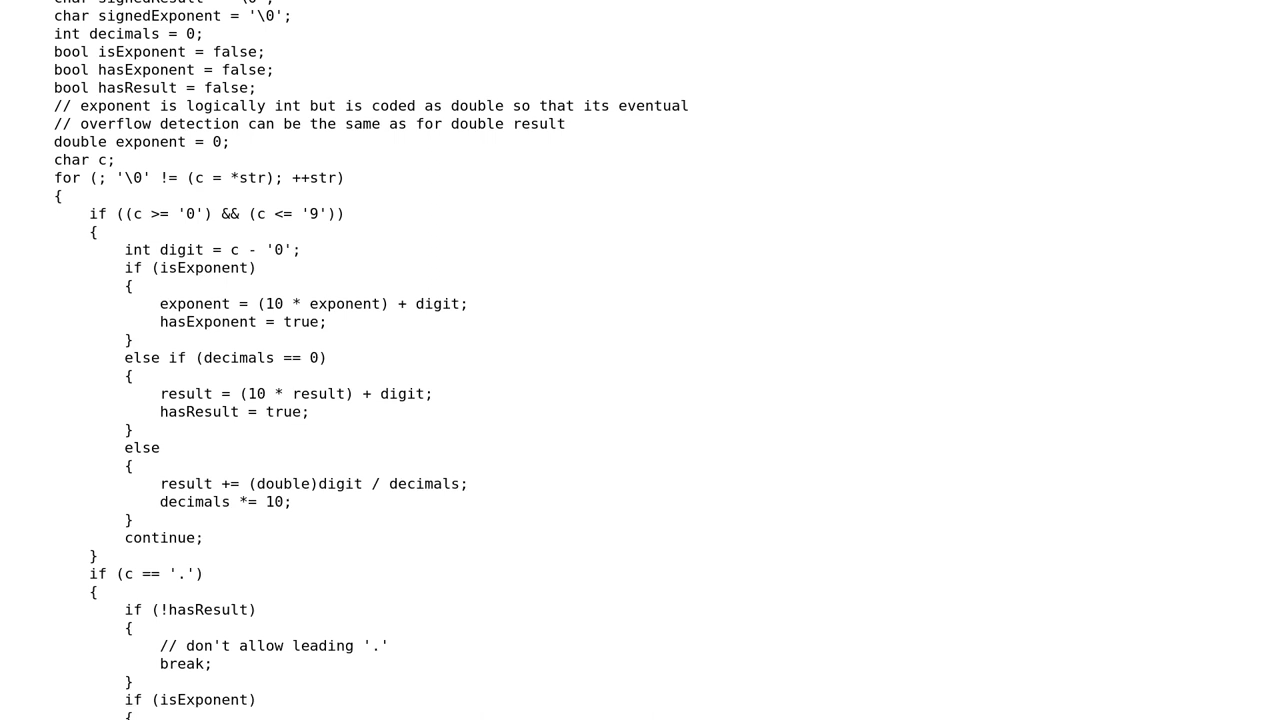 char signedResult = '\0';
char signedExponent = '\0';
int decimals = 0;
bool isExponent = false;
bool hasExponent = false;
bool hasResult = false;
// exponent is logically int but is coded as double so that its eventual
// overflow detection can be the same as for double result
double exponent = 0;
char c;
for (; '\0' != (c = *str); ++str)
{
if ((c >= '0') && (c <= '9'))
{
int digit = c - '0';
if (isExponent)
{
exponent = (10 * exponent) + digit;
hasExponent = true;
}
else if (decimals == 0)
{
result = (10 * result) + digit;
hasResult = true;
}
else
{
result += (double)digit / decimals;
decimals *= 10;
}
continue;
}
if (c == '.')
{
if (!hasResult)
{
// don't allow leading '.'
break;
}
if (isExponent)
{